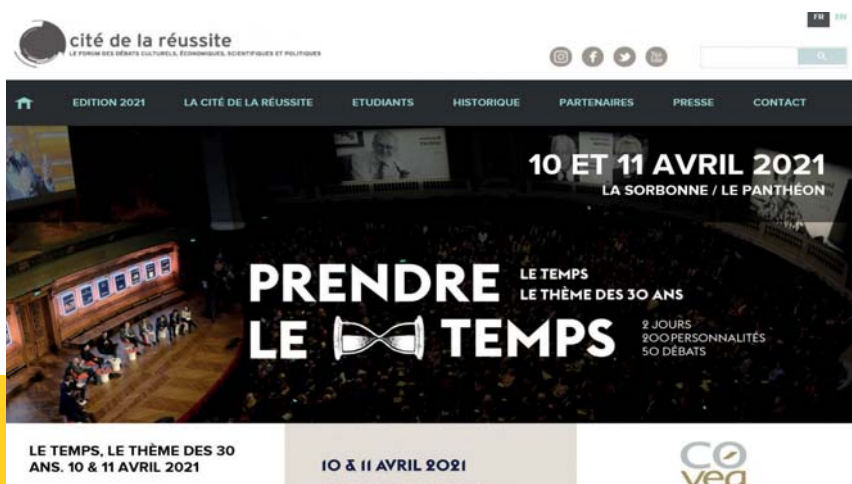 FR EN
cité de la réussite
LE FORUM DES DÉBATS CULTURELS, ÉCONOMIQUES, SCIENTIFIQUES ET POLITIQUES
EDITION 2021 LA CITÉ DE LA RÉUSSITE ETUDIANTS HISTORIQUE PARTENAIRES PRESSE CONTACT
10 ET 11 AVRIL 2021
LA SORBONNE / LE PANTHÉON
PRENDRE
LE TEMPS
LE TEMPS
LE THÈME DES 30 ANS
2 JOURS
200 PERSONNALITÉS
50 DÉBATS
LE TEMPS, LE THÈME DES 30
ANS. 10 & 11 AVRIL 2021
10 & 11 AVRIL 2021
co
vea